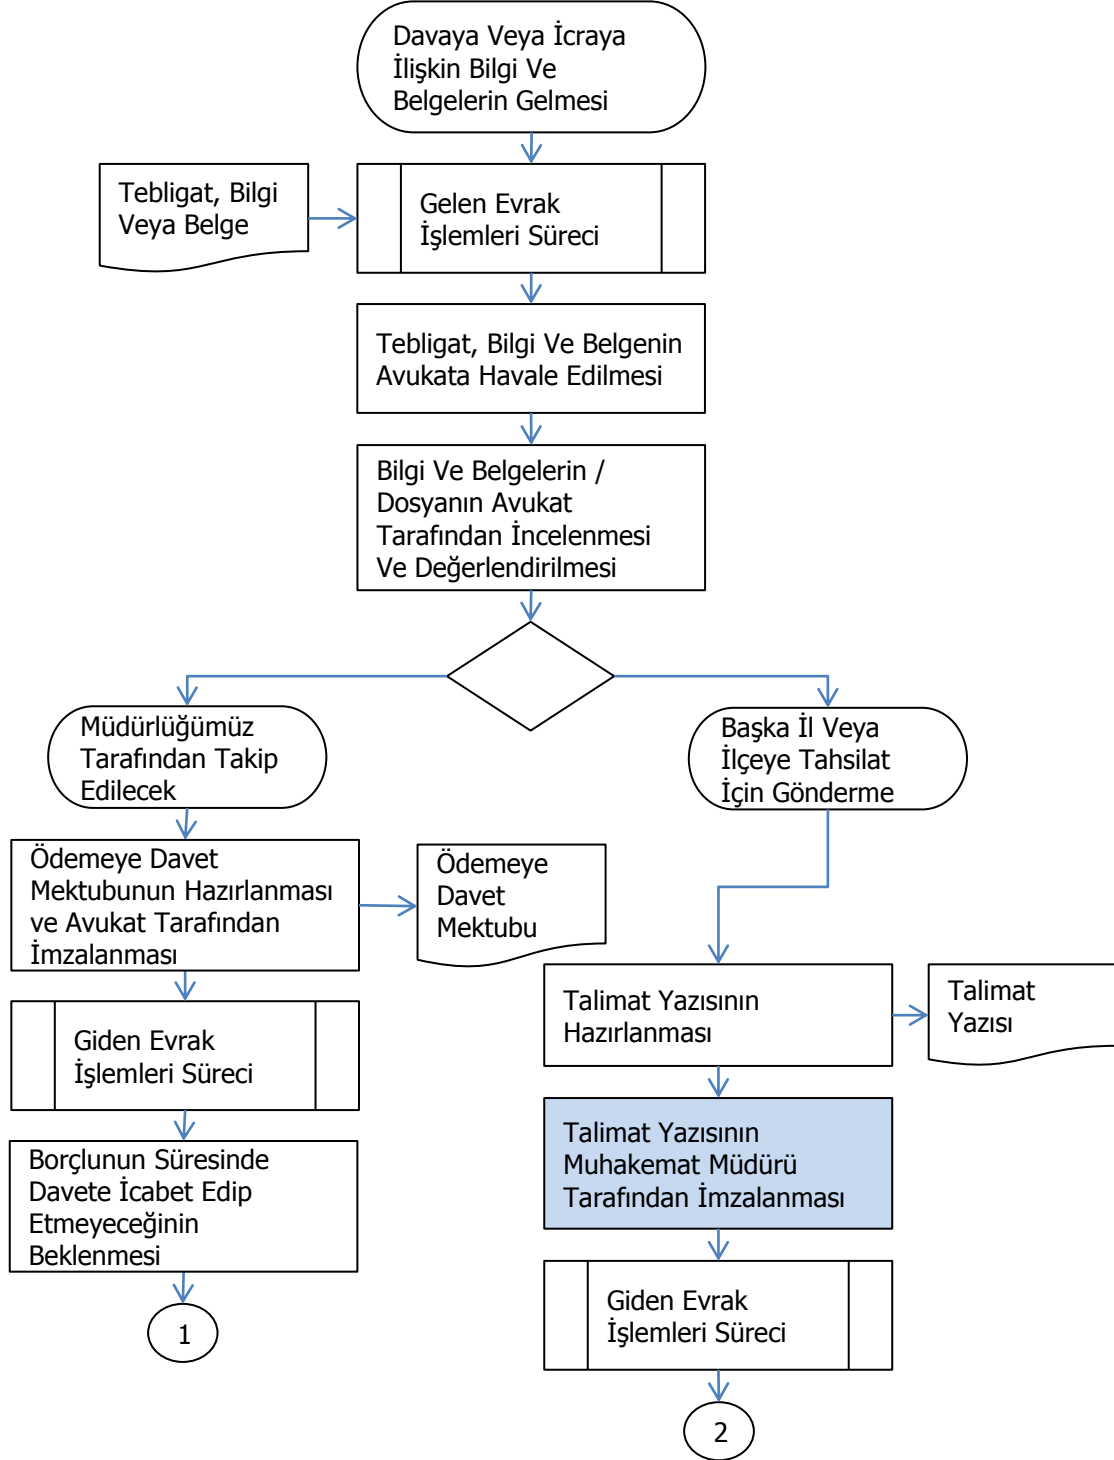 Davaya Veya İcraya
İlişkin Bilgi Ve
Belgelerin Gelmesi
Tebligat, Bilgi
Veya Belge
Gelen Evrak
İşlemleri Süreci
Tebligat, Bilgi Ve Belgenin
Avukata Havale Edilmesi
Bilgi Ve Belgelerin /
Dosyanın Avukat
Tarafından İncelenmesi
Ve Değerlendirilmesi
Müdürlüğümüz
Tarafından Takip
Edilecek
Başka İl Veya
İlçeye Tahsilat
İçin Gönderme
Ödemeye Davet
Mektubunun Hazırlanması
ve Avukat Tarafından
İmzalanması
Ödemeye
Davet
Mektubu
Talimat Yazısının
Hazırlanması
Talimat
Yazısı
Giden Evrak
İşlemleri Süreci
Talimat Yazısının
Muhakemat Müdürü
Tarafından İmzalanması
Borçlunun Süresinde
Davete İcabet Edip
Etmeyeceğinin
Beklenmesi
Giden Evrak
İşlemleri Süreci
1
2